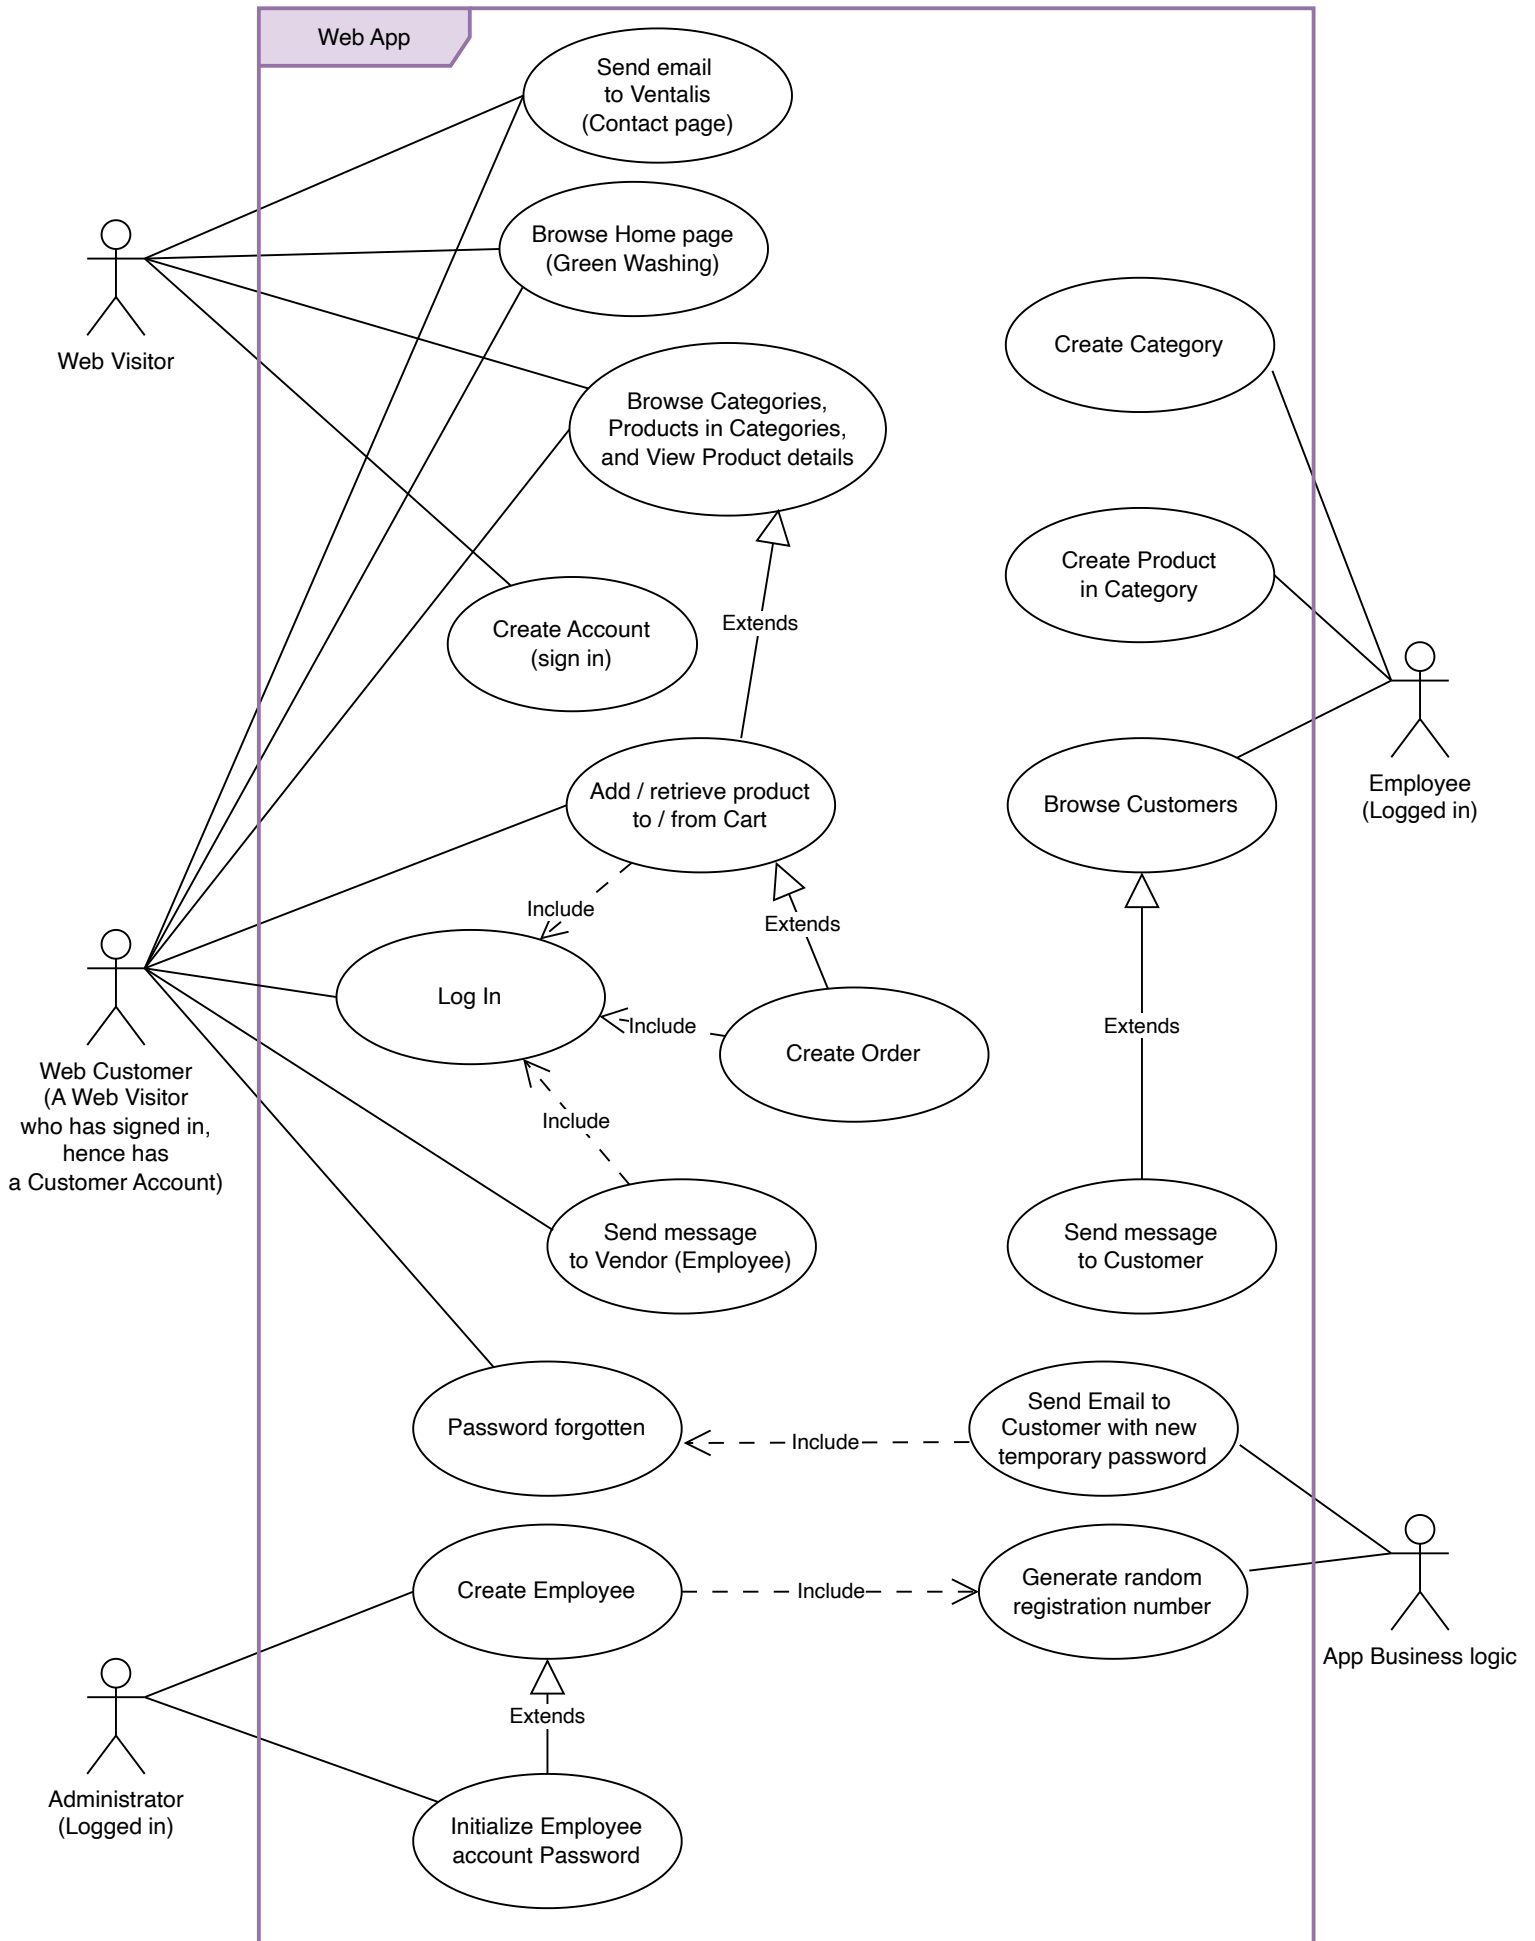 Web App
Send email
to Ventalis
(Contact page)
Browse Home page
(Green Washing)
Web Visitor
Create Category
Browse Categories,
Products in Categories,
and View Product details
Create Product
in Category
Extends
Create Account
(sign in)
Employee
(Logged in)
Add / retrieve product
to / from Cart
Browse Customers
Include
Extends
Log In
Include
Create Order
Extends
Web Customer
(A Web Visitor
who has signed in,
hence has
a Customer Account)
Include
Send message
to Vendor (Employee)
Send message
to Customer
Password forgotten
Include
Send Email to
Customer with new
temporary password
Create Employee
Include
Generate random
registration number
App Business logic
Extends
Administrator
(Logged in)
Initialize Employee
account Password